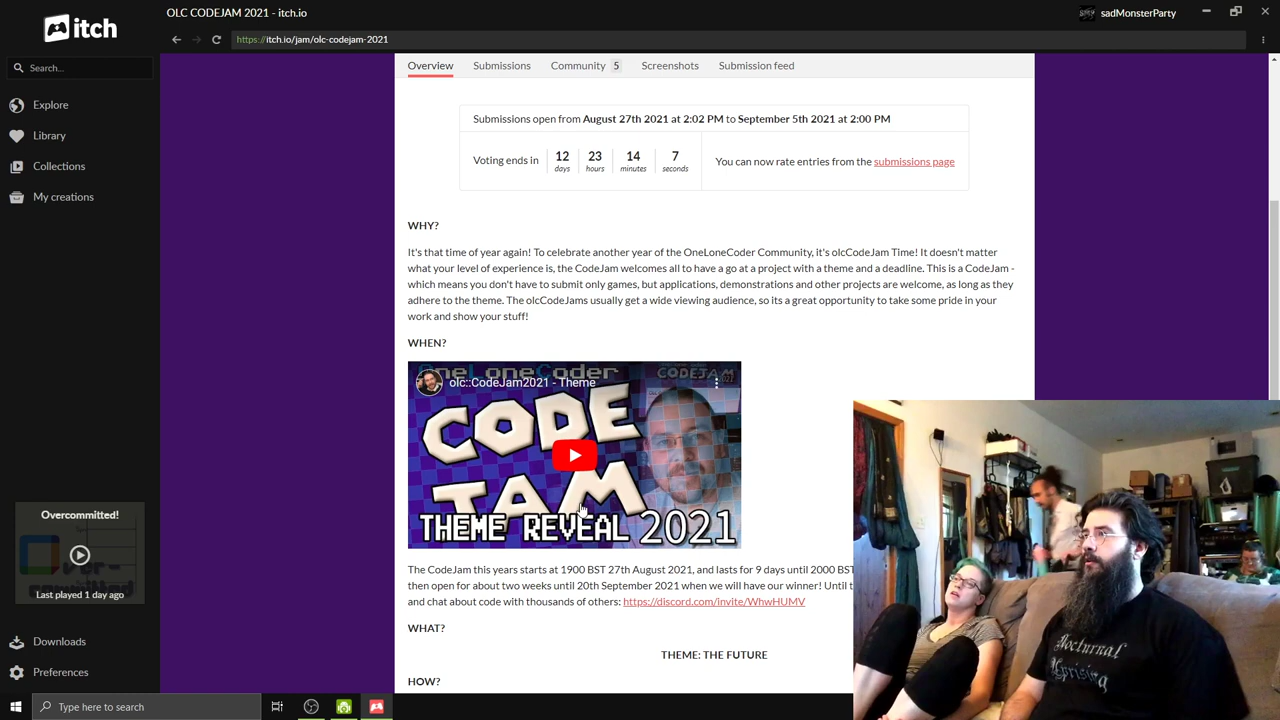 OLC CODEJAM 2021 - itch.io
sadMonsterParty
itch
https://itch.io/jam/olc-codejam-2021
Search...
Explore
Library
Collections
My creations
Overcommitted!
Last played 1 day ago
Downloads
Preferences
Overview
Submissions
Community 5
Screenshots
Submission feed
Submissions open from August 27th 2021 at 2:02 PM to September 5th 2021 at 2:00 PM
Voting ends in
12 23 14 7
days hours minutes seconds
You can now rate entries from the submissions page
WHY?
It's that time of year again! To celebrate another year of the OneLoneCoder Community, it's olcCodeJam Time! It doesn't matter
what your level of experience is, the CodeJam welcomes all to have a go at a project with a theme and a deadline. This is a CodeJam -
which means you don't have to submit only games, but applications, demonstrations and other projects are welcome, as long as they
adhere to the theme. The olcCodeJams usually get a wide viewing audience, so its a great opportunity to take some pride in your
work and show your stuff!
WHEN?
OneLoneCoder CODEJAM
olc::CodeJam2021 - Theme
CODE
JAM
THEME REVEAL 2021
The CodeJam this years starts at 1900 BST 27th August 2021, and lasts for 9 days until 2000 BST
then open for about two weeks until 20th September 2021 when we will have our winner! Until t
and chat about code with thousands of others: https://discord.com/invite/WhwHUMV
WHAT?
THEME: THE FUTURE
HOW?
Nocturnal
Uprising
Type here to search